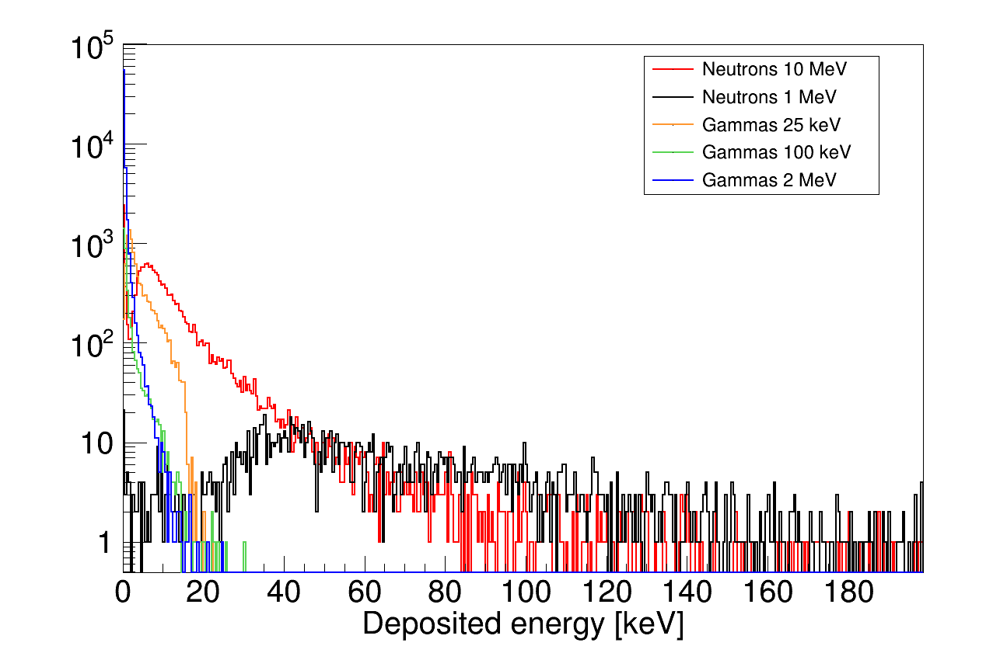 10^5
10^4
10^3
10^2
10
1
Neutrons 10 MeV
Neutrons 1 MeV
Gammas 25 keV
Gammas 100 keV
Gammas 2 MeV
0 20 40 60 80 100 120 140 160 180
Deposited energy [keV]